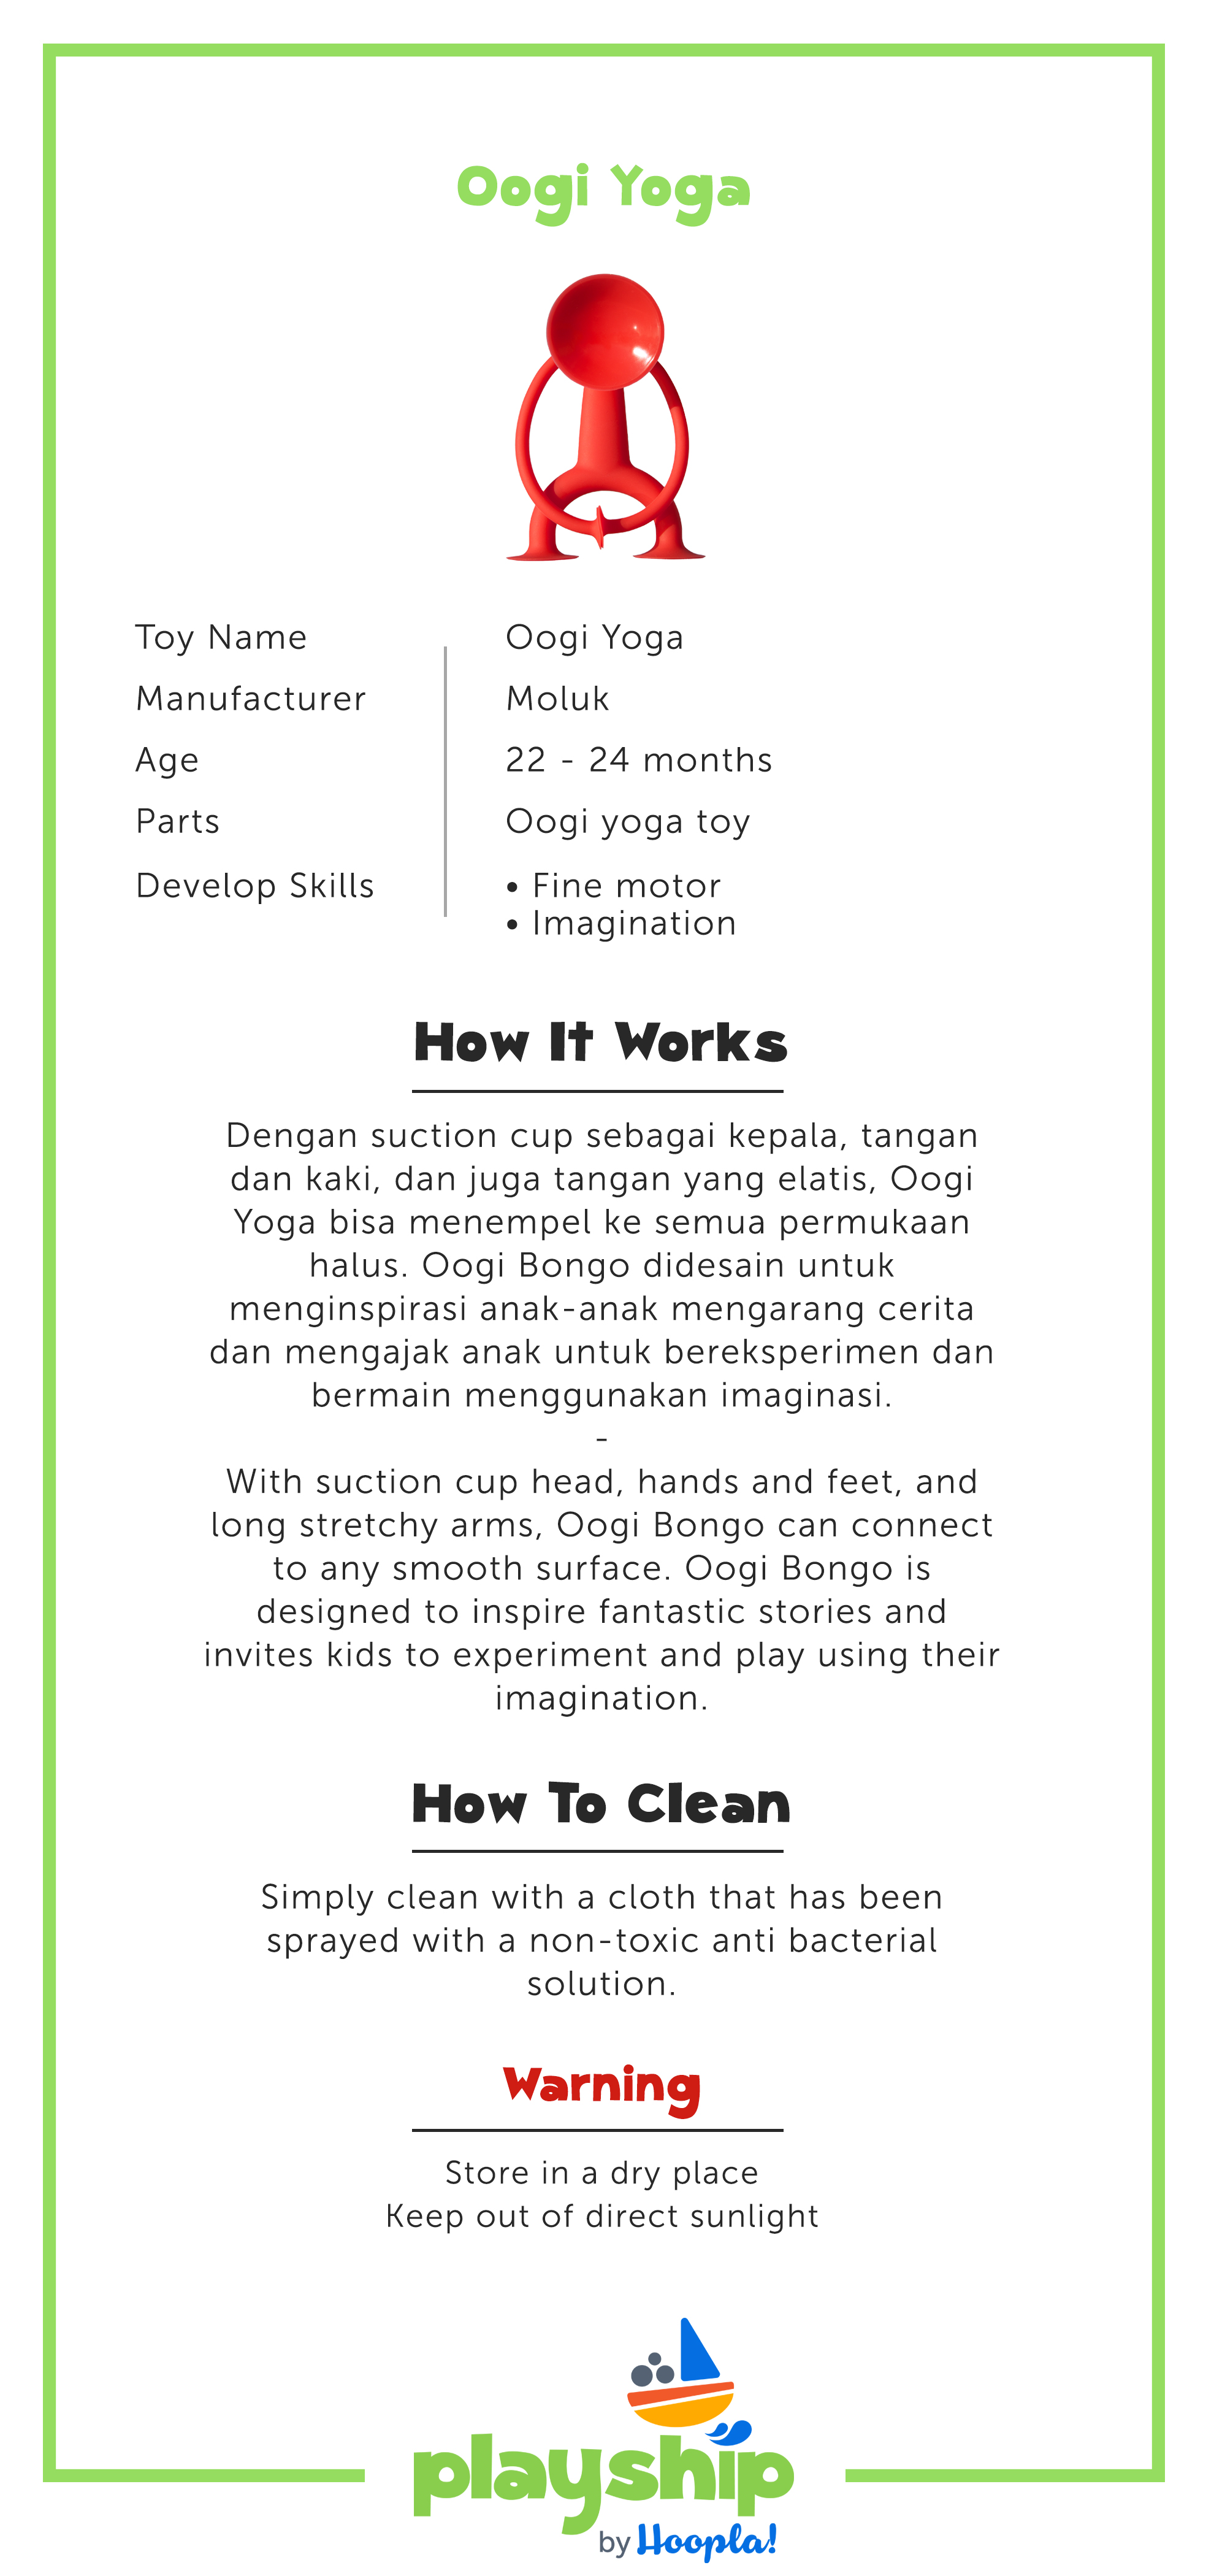 Oogi Yoga
Toy Name
Oogi Yoga
Manufacturer
Moluk
Age
22 - 24 months
Parts
Oogi yoga toy
Develop Skills
• Fine motor
• Imagination
How It Works
Dengan suction cup sebagai kepala, tangan
dan kaki, dan juga tangan yang elatis, Oogi
Yoga bisa menempel ke semua permukaan
halus. Oogi Bongo didesain untuk
menginspirasi anak-anak mengarang cerita
dan mengajak anak untuk bereksperimen dan
bermain menggunakan imaginasi.
-
With suction cup head, hands and feet, and
long stretchy arms, Oogi Bongo can connect
to any smooth surface. Oogi Bongo is
designed to inspire fantastic stories and
invites kids to experiment and play using their
imagination.
How To Clean
Simply clean with a cloth that has been
sprayed with a non-toxic anti bacterial
solution.
Warning
Store in a dry place
Keep out of direct sunlight
playship
by Hoopla!